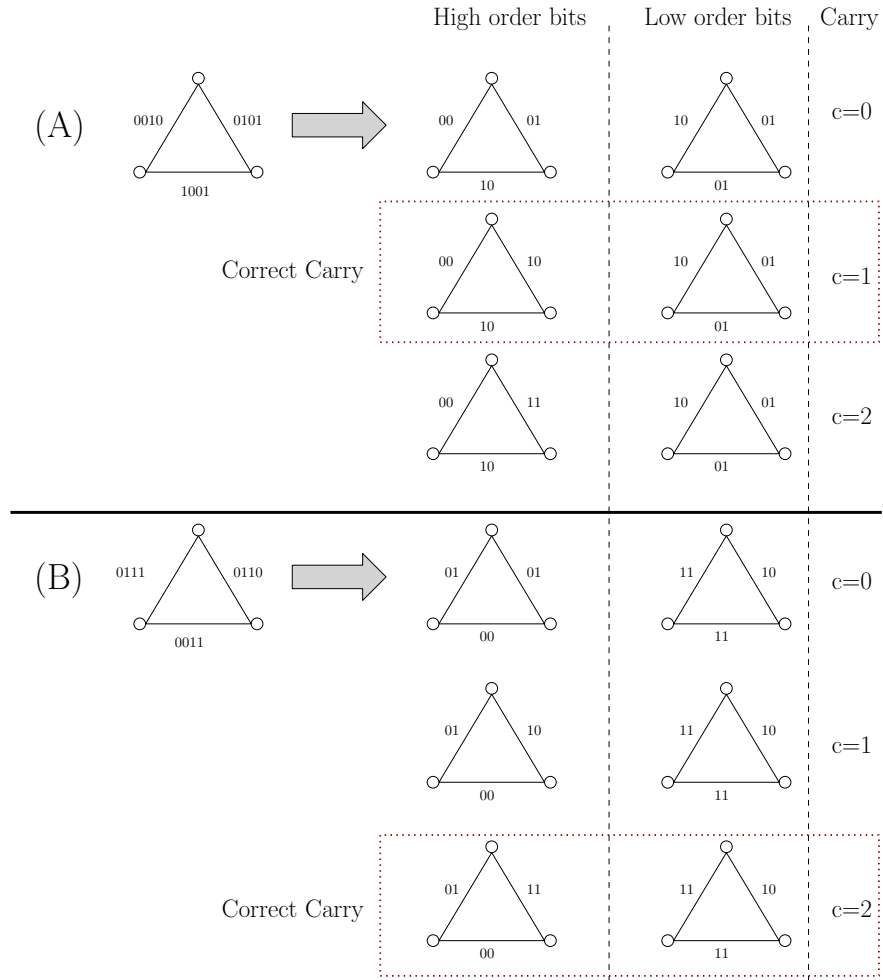 High order bits Low order bits Carry
(A) 0010 0101 00 01 10 01 c=0
1001 10 01
Correct Carry 00 10 10 01 c=1
10 01
00 11 10 01 c=2
10 01
(B) 0111 0110 01 01 11 10 c=0
0011 00 11
01 10 11 10 c=1
00 11
Correct Carry 01 11 11 10 c=2
00 11